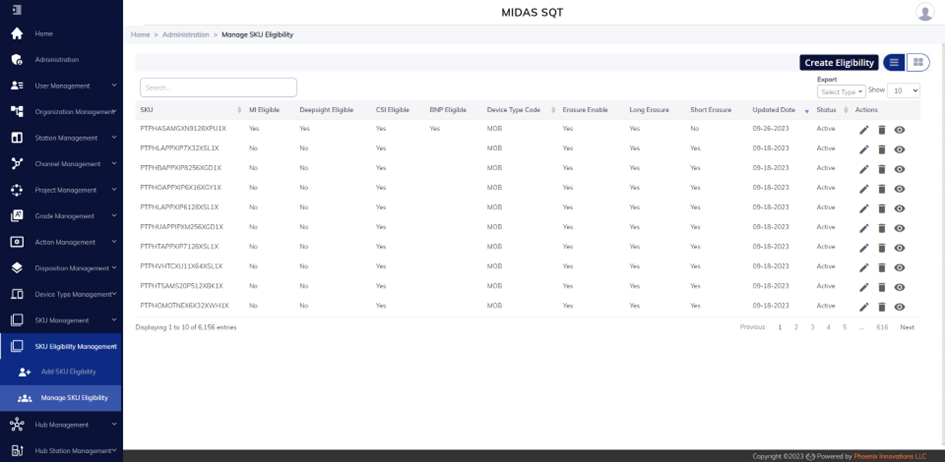 MIDAS SQT
Home > Administration > Manage SKU Eligibility
Home
Administration
User Management
Organization Management
Station Management
Channel Management
Project Management
Grade Management
Action Management
Disposition Management
Device Type Management
SKU Management
SKU Eligibility Management
Add SKU Eligibility
Manage SKU Eligibility
Hub Management
Hub Station Management
Create Eligibility
Search...
Export
Select Type Show 10
SKU MI Eligible Deepsight Eligible CSI Eligible BNP Eligible Device Type Code Erasure Enable Long Erasure Short Erasure Updated Date Status Actions
PTPHASAMGXN9128XPU1X Yes Yes Yes Yes MOB Yes Yes No 09-26-2023 Active
PTPHLAPPXIP7X32XSL1X No No Yes MOB Yes Yes Yes 09-18-2023 Active
PTPHBAPPXIP8256XGD1X No No Yes MOB Yes Yes Yes 09-18-2023 Active
PTPHOAPPXIP6X16XGY1X No No Yes MOB Yes Yes Yes 09-18-2023 Active
PTPHLAPPXIP6128XSL1X No No Yes MOB Yes Yes Yes 09-18-2023 Active
PTPHUAPPIPXM256XGD1X No No Yes MOB Yes Yes Yes 09-18-2023 Active
PTPHTAPPXIP7128XSL1X No No Yes MOB Yes Yes Yes 09-18-2023 Active
PTPHVHTCXU11X64XSL1X No No Yes MOB Yes Yes Yes 09-18-2023 Active
PTPHTSAMS20P512XBK1X No No Yes MOB Yes Yes Yes 09-18-2023 Active
PTPHOMOTNEX6X32XWH1X No No Yes MOB Yes Yes Yes 09-18-2023 Active
Displaying 1 to 10 of 6,156 entries
Previous 1 2 3 4 5 ... 616 Next
Copyright ©2023 Powered by Phoenix Innovations LLC